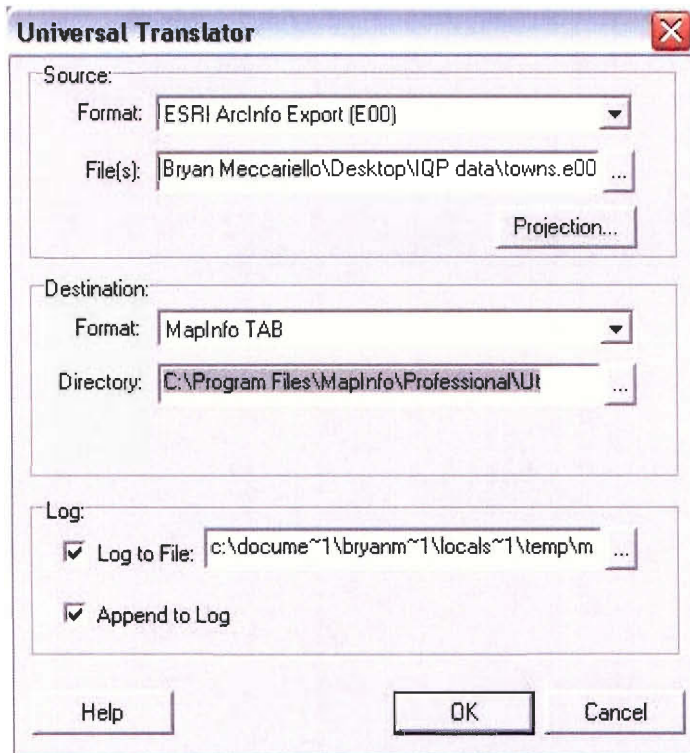 Universal Translator
Source:
Format: ESRI ArcInfo Export (E00)
File(s): Bryan Meccariello\Desktop\IQP data\towns.e00 ...
Projection...
Destination:
Format: MapInfo TAB
Directory: C:\Program Files\MapInfo\Professional\Ut ...
Log:
Log to File: c:\docume~1\bryanm~1\locals~1\temp\m ...
Append to Log
Help OK Cancel